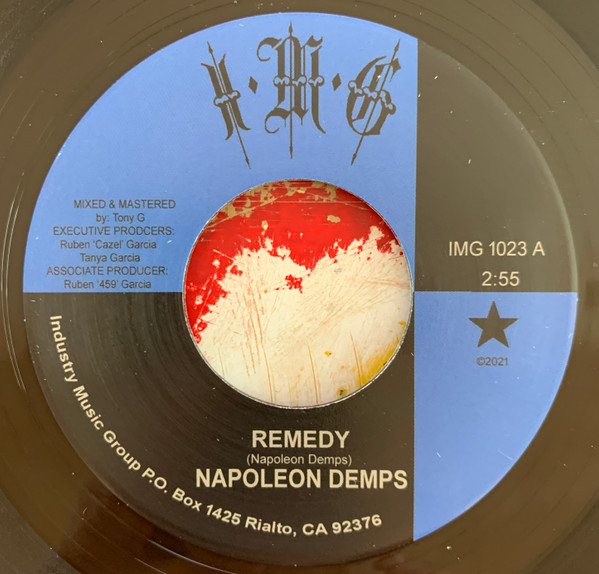 I·M·G
MIXED & MASTERED
by: Tony G
EXECUTIVE PRODCERS:
Ruben 'Cazel' Garcia
Tanya Garcia
ASSOCIATE PRODUCER:
Ruben '459' Garcia
IMG 1023 A
2:55
©2021
REMEDY
(Napoleon Demps)
NAPOLEON DEMPS
Industry Music Group P.O. Box 1425 Rialto, CA 92376